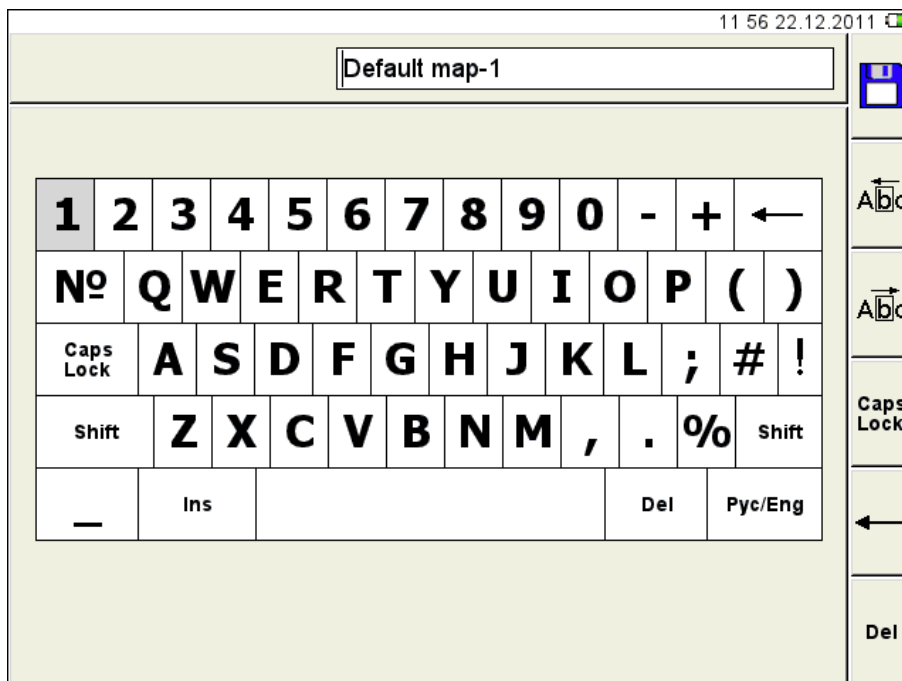 11 56 22.12.2011
Default map-1
1 2 3 4 5 6 7 8 9 0 - + ←
№ Q W E R T Y U I O P ( )
Caps Lock A S D F G H J K L ; # !
Shift Z X C V B N M , . % Shift
_ Ins Del Рус/Eng
Abc
Abc
Caps
Lock
←
Del